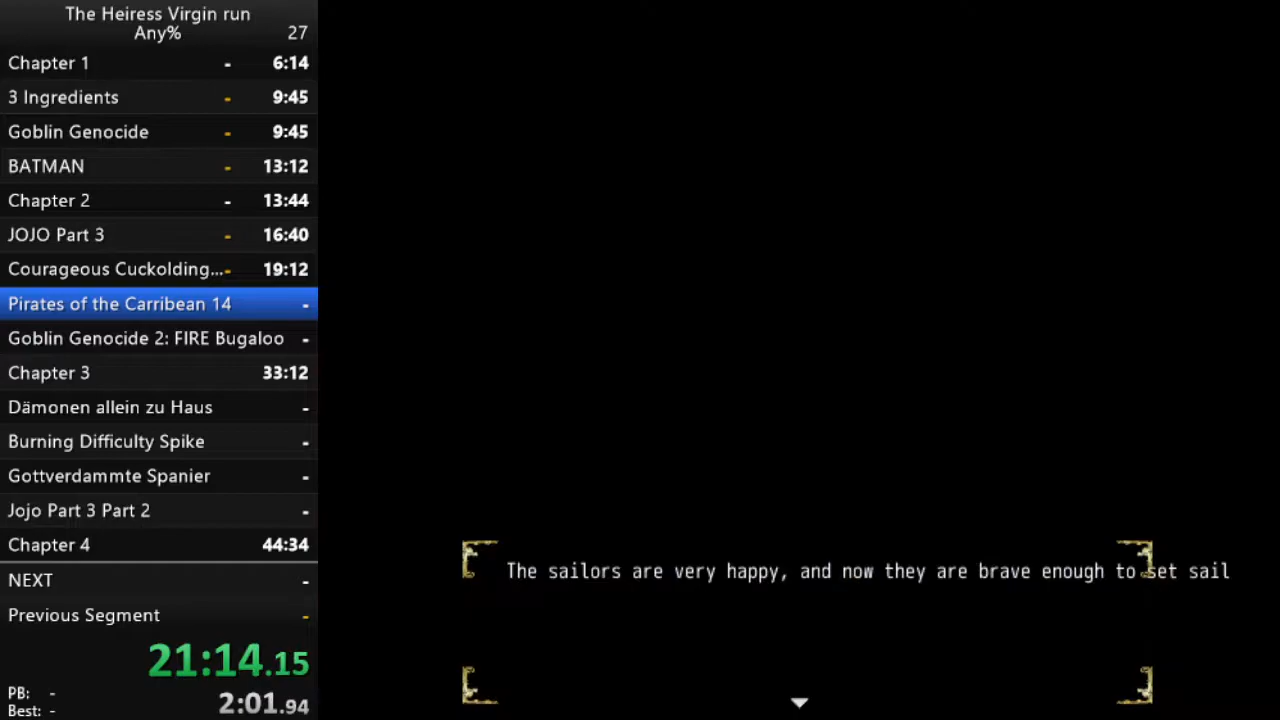 The Heiress Virgin run
Any% 27
Chapter 1 - 6:14
3 Ingredients - 9:45
Goblin Genocide - 9:45
BATMAN - 13:12
Chapter 2 - 13:44
JOJO Part 3 - 16:40
Courageous Cuckolding... - 19:12
Pirates of the Carribean 14 -
Goblin Genocide 2: FIRE Bugaloo -
Chapter 3 33:12
Dämonen allein zu Haus -
Burning Difficulty Spike -
Gottverdammte Spanier -
Jojo Part 3 Part 2 -
Chapter 4 44:34
NEXT -
Previous Segment -
21:14.15
PB: -
Best: - 2:01.94
The sailors are very happy, and now they are brave enough to set sail